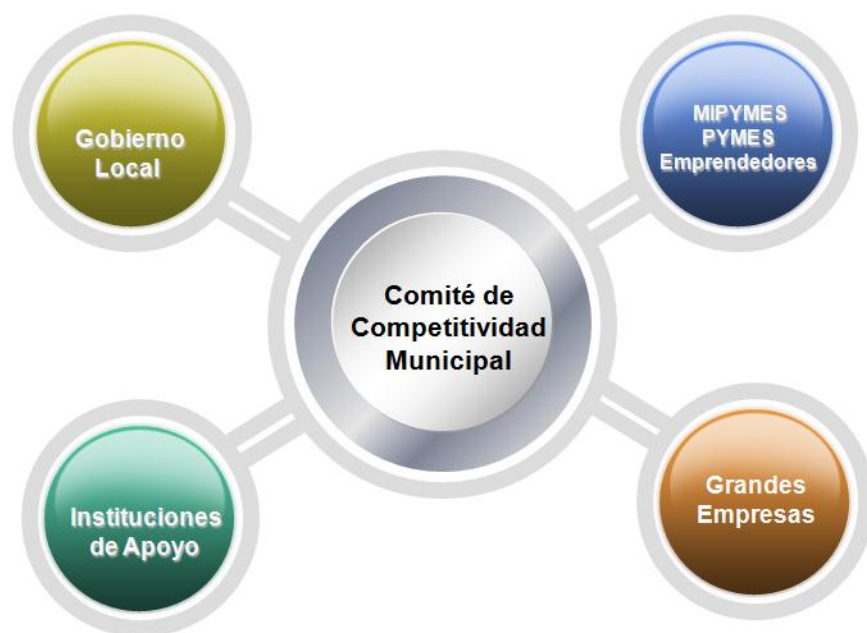 Gobierno
Local
MIPYMES
PYMES
Emprendedores
Comité de
Competitividad
Municipal
Instituciones
de Apoyo
Grandes
Empresas